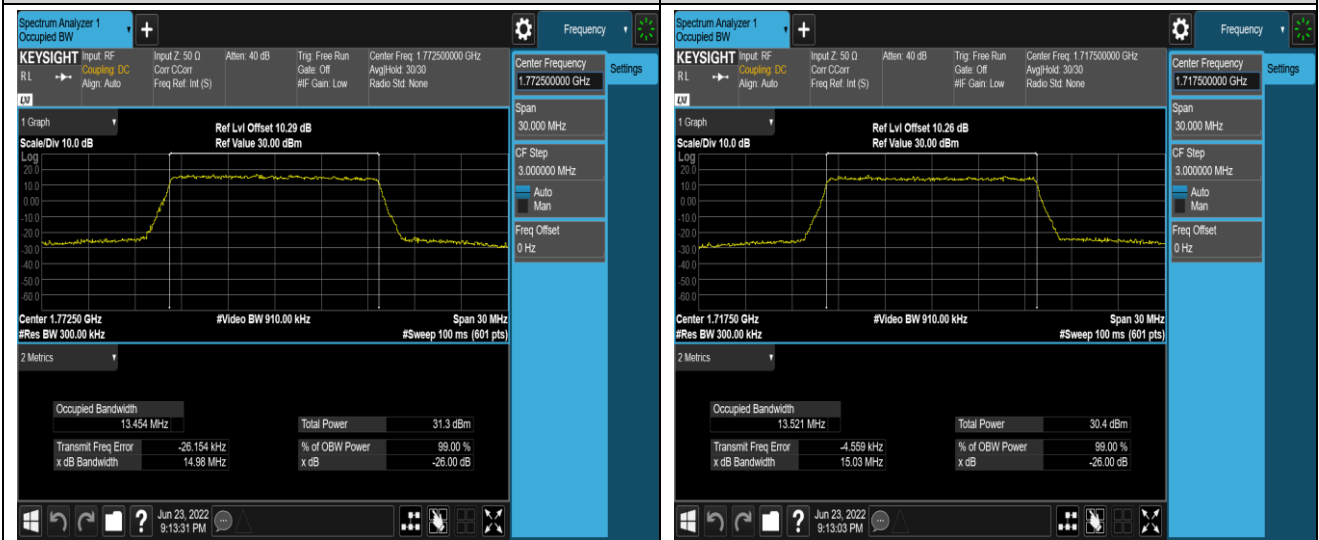 Spectrum Analyzer 1
Occupied BW
+
Frequency
KEYSIGHT
Input: RF
Coupling: DC
Align: Auto
Input Z: 50 Ω
Corr CCorr
Freq Ref: Int (S)
Atten: 40 dB
Trig: Free Run
Gate: Off
#IF Gain: Low
Center Freq: 1.772500000 GHz
Avg|Hold: 30/30
Radio Std: None
R L
LXI
Center Frequency
1.772500000 GHz
Settings
Span
30.000 MHz
CF Step
3.000000 MHz
Auto
Man
Freq Offset
0 Hz
1 Graph
Scale/Div 10.0 dB
Ref Lvl Offset 10.29 dB
Ref Value 30.00 dBm
Log
20.0
10.0
0.00
-10.0
-20.0
-30.0
-40.0
-50.0
-60.0
Center 1.77250 GHz
#Video BW 910.00 kHz
Span 30 MHz
#Res BW 300.00 kHz
#Sweep 100 ms (601 pts)
2 Metrics
Occupied Bandwidth
13.454 MHz
Total Power 31.3 dBm
Transmit Freq Error -26.154 kHz
% of OBW Power 99.00 %
x dB Bandwidth 14.98 MHz
x dB -26.00 dB
?
Jun 23, 2022
9:13:31 PM
Spectrum Analyzer 1
Occupied BW
+
Frequency
KEYSIGHT
Input: RF
Coupling: DC
Align: Auto
Input Z: 50 Ω
Corr CCorr
Freq Ref: Int (S)
Atten: 40 dB
Trig: Free Run
Gate: Off
#IF Gain: Low
Center Freq: 1.717500000 GHz
Avg|Hold: 30/30
Radio Std: None
R L
LXI
Center Frequency
1.717500000 GHz
Settings
Span
30.000 MHz
CF Step
3.000000 MHz
Auto
Man
Freq Offset
0 Hz
1 Graph
Scale/Div 10.0 dB
Ref Lvl Offset 10.26 dB
Ref Value 30.00 dBm
Log
20.0
10.0
0.00
-10.0
-20.0
-30.0
-40.0
-50.0
-60.0
Center 1.71750 GHz
#Video BW 910.00 kHz
Span 30 MHz
#Res BW 300.00 kHz
#Sweep 100 ms (601 pts)
2 Metrics
Occupied Bandwidth
13.521 MHz
Total Power 30.4 dBm
Transmit Freq Error -4.559 kHz
% of OBW Power 99.00 %
x dB Bandwidth 15.03 MHz
x dB -26.00 dB
?
Jun 23, 2022
9:13:03 PM